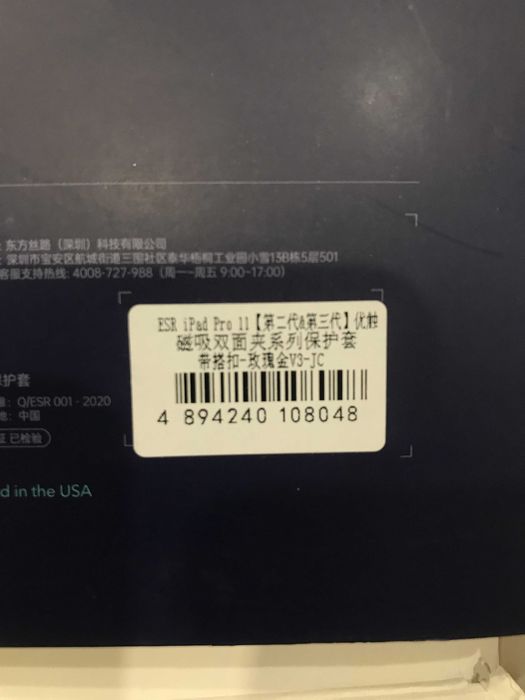 : 东方丝路（深圳）科技有限公司
: 深圳市宝安区航城街道三围社区泰华梧桐工业园小雪13B栋5层501
客服支持热线: 4008-727-988（周一~周五 9:00-17:00）
ESR iPad Pro 11【第二代&第三代】优触
磁吸双面夹系列保护套
带搭扣-玫瑰金V3-JC
4 894240 108048
护套
: Q/ESR 001 - 2020
地: 中国
证 已检验
d in the USA